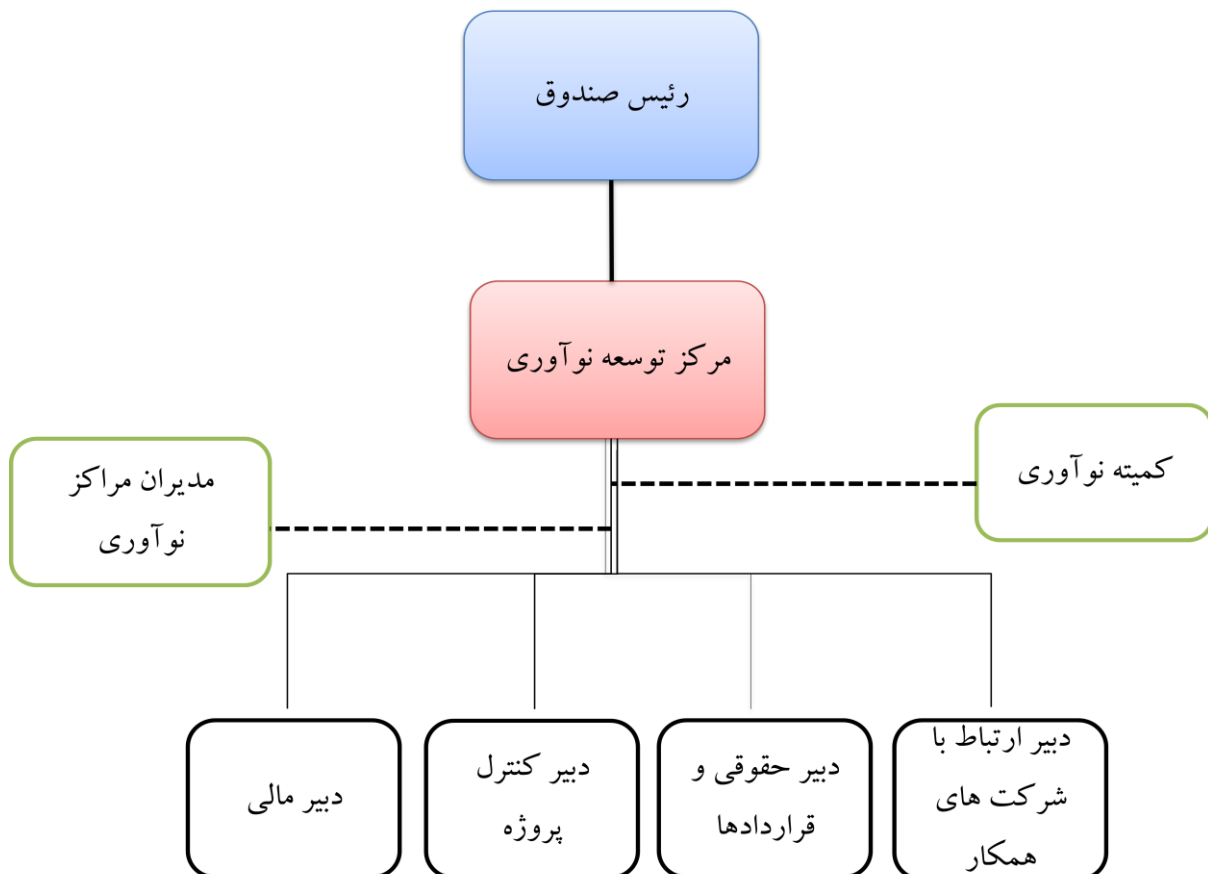 رئیس صندوق
مرکز توسعه نوآوری
کمیته نوآوری
مدیران مراکز
نوآوری
دبیر ارتباط با
شرکت های
همکار
دبیر حقوقی و
قراردادها
دبیر کنترل
پروژه
دبیر مالی